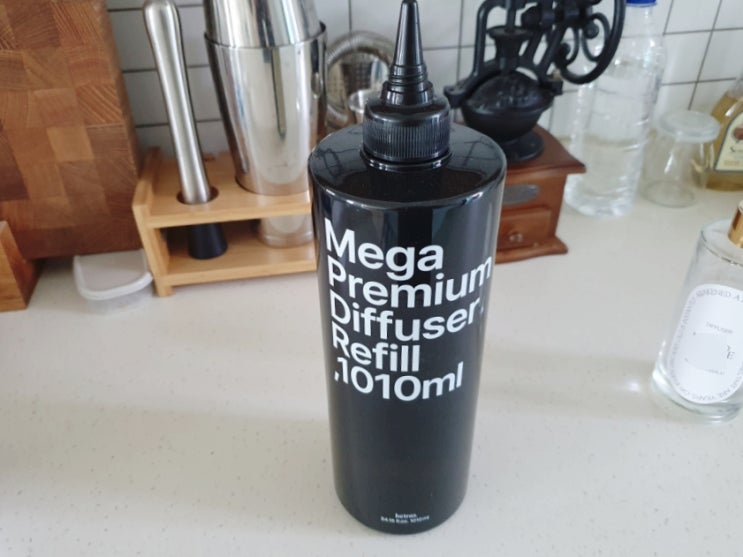 Mega
Premium
Diffuser.
Refill
,1010ml